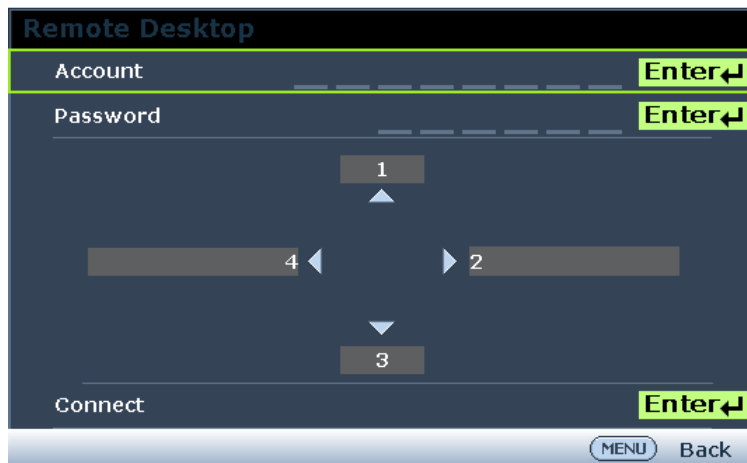 Remote Desktop
Account Enter
Password Enter
1
4 2
3
Connect Enter
MENU Back